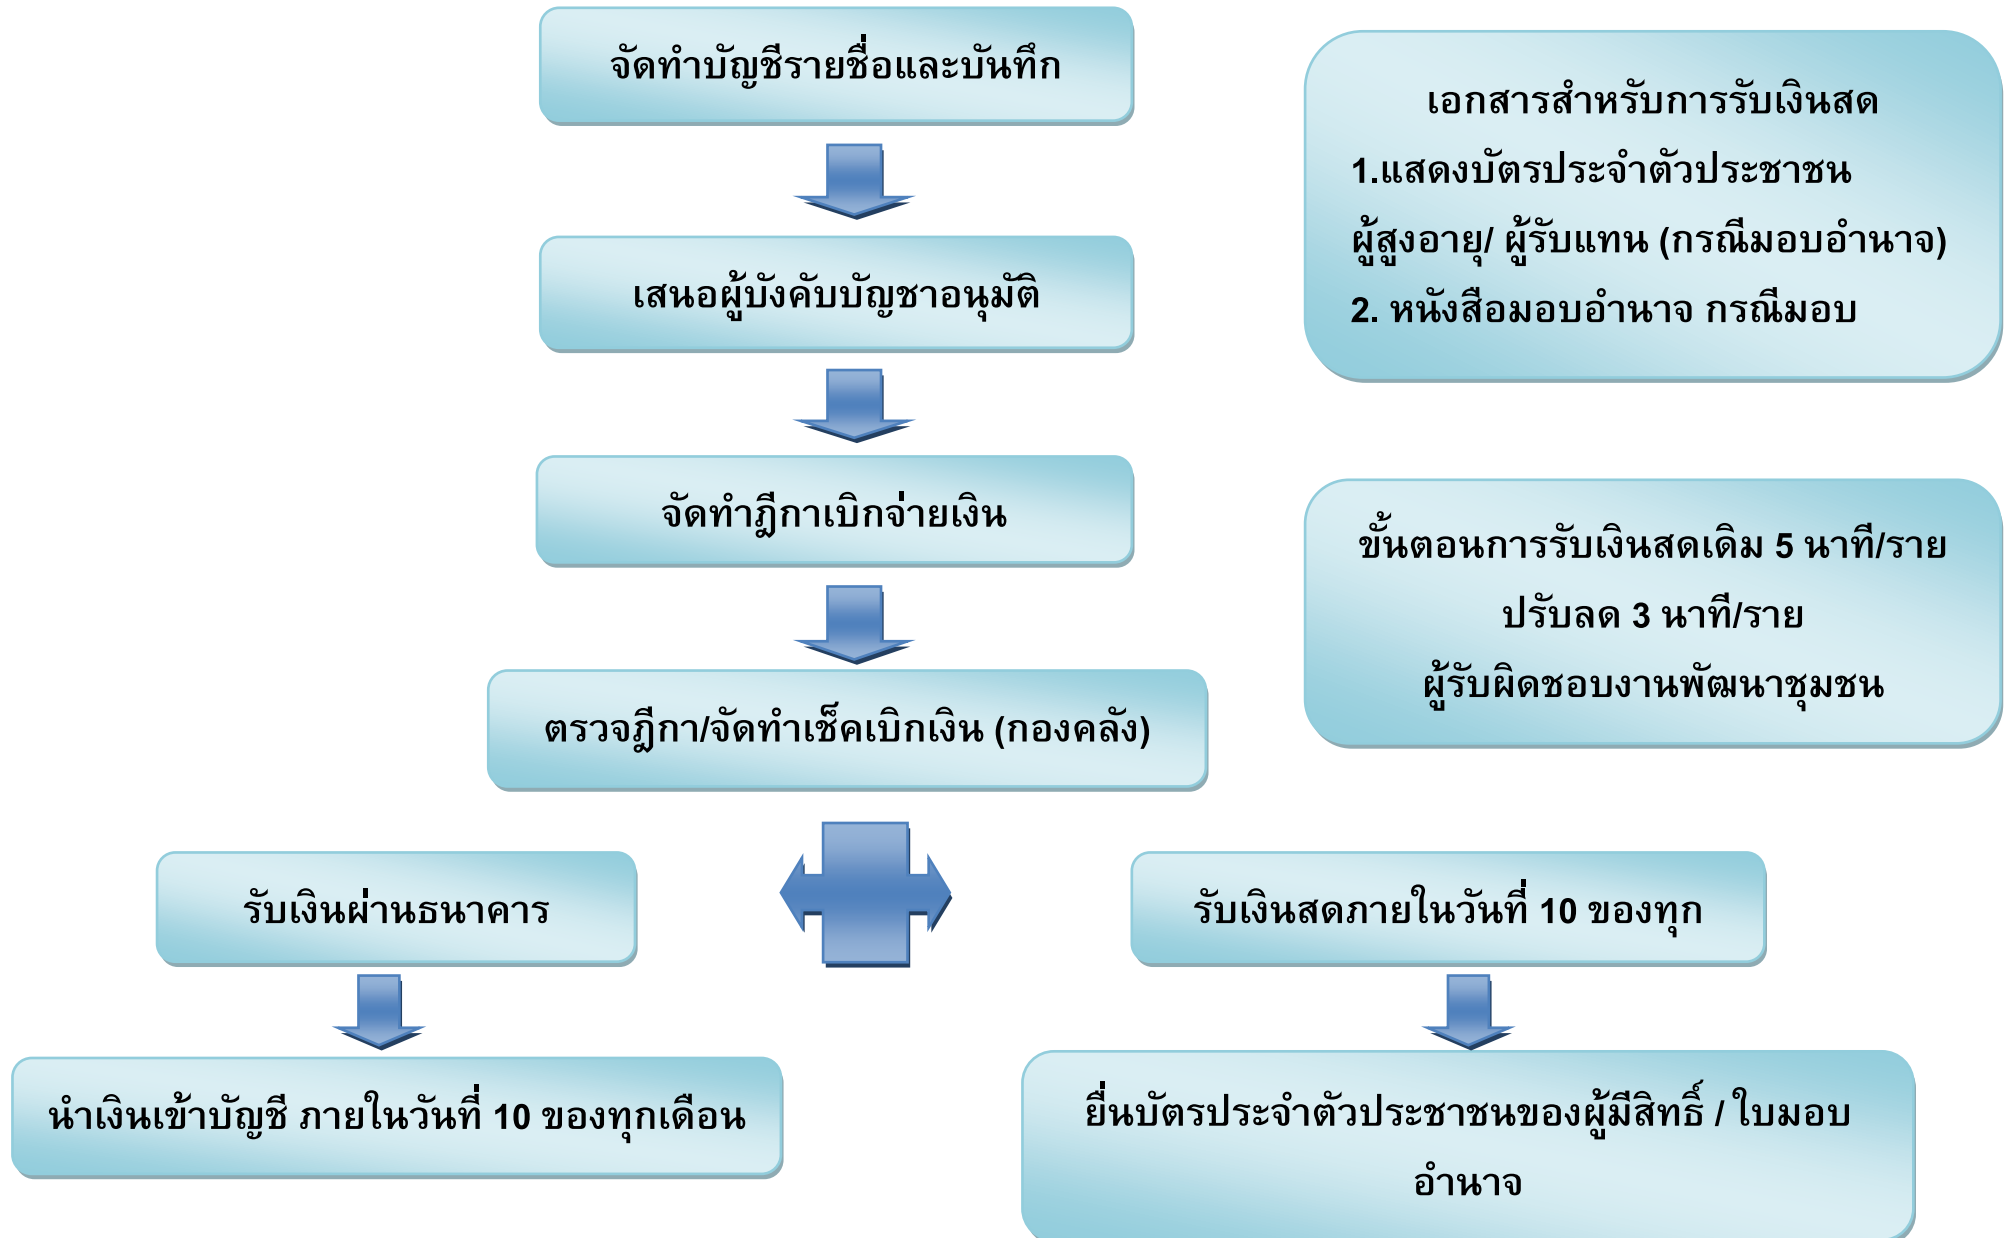 จัดทำบัญชีรายชื่อและบันทึก
เสนอผู้บังคับบัญชาอนุมัติ
จัดทำฎีกาเบิกจ่ายเงิน
ตรวจฎีกา/จัดทำเช็คเบิกเงิน (กองคลัง)
รับเงินผ่านธนาคาร
นำเงินเข้าบัญชี ภายในวันที่ 10 ของทุกเดือน
รับเงินสดภายในวันที่ 10 ของทุก
ยื่นบัตรประจำตัวประชาชนของผู้มีสิทธิ์ / ใบมอบ
อำนาจ
เอกสารสำหรับการรับเงินสด
1.แสดงบัตรประจำตัวประชาชน
ผู้สูงอายุ/ ผู้รับแทน (กรณีมอบอำนาจ)
2. หนังสือมอบอำนาจ กรณีมอบ
ขั้นตอนการรับเงินสดเดิม 5 นาที/ราย
ปรับลด 3 นาที/ราย
ผู้รับผิดชอบงานพัฒนาชุมชน